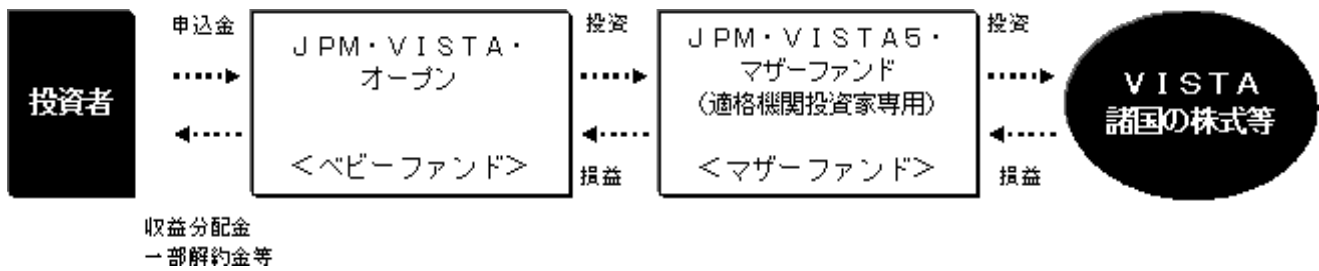 投資者
申込金
収益分配金
一部解約金等
ＪＰＭ・ＶＩＳＴＡ・
オープン
＜ベビーファンド＞
投資
損益
ＪＰＭ・ＶＩＳＴＡ５・
マザーファンド
（適格機関投資家専用）
＜マザーファンド＞
投資
損益
ＶＩＳＴＡ
諸国の株式等